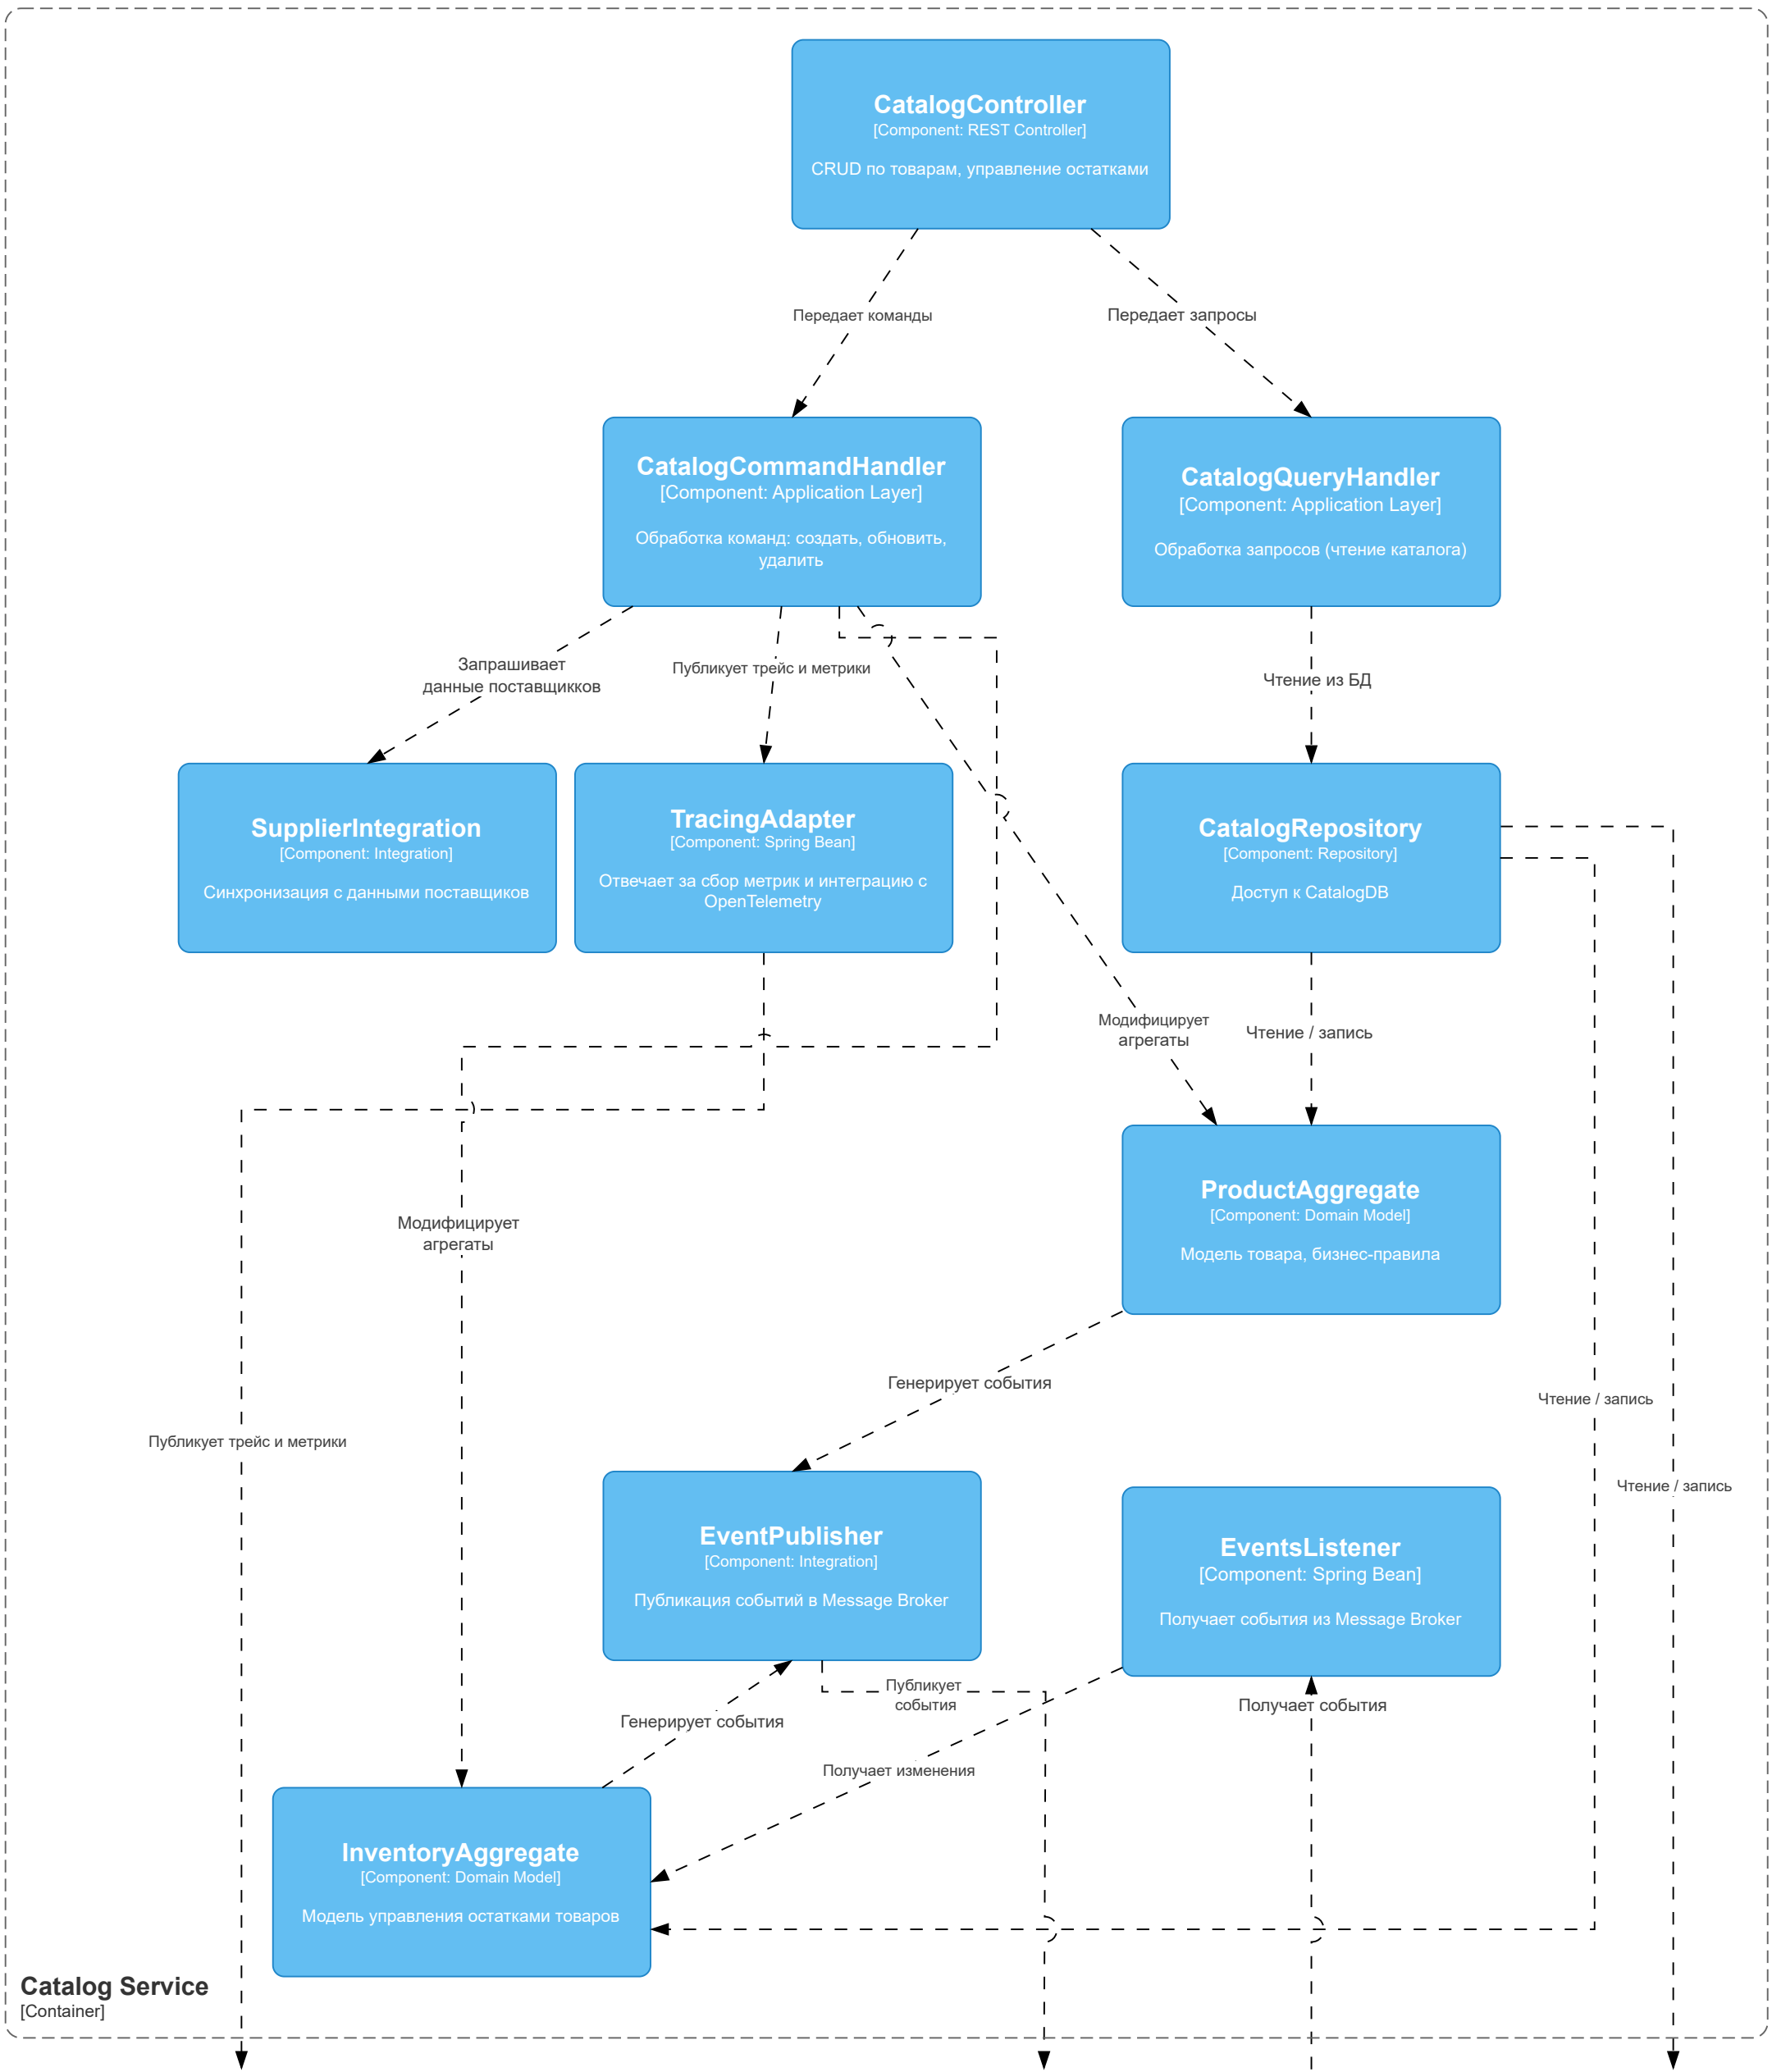 CatalogController
[Component: REST Controller]
CRUD по товарам, управление остатками
Передает команды
Передает запросы
CatalogCommandHandler
[Component: Application Layer]
Обработка команд: создать, обновить,
удалить
CatalogQueryHandler
[Component: Application Layer]
Обработка запросов (чтение каталога)
Запрашивает
данные поставщикков
Публикует трейс и метрики
Чтение из БД
SupplierIntegration
[Component: Integration]
Синхронизация с данными поставщиков
TracingAdapter
[Component: Spring Bean]
Отвечает за сбор метрик и интеграцию с
OpenTelemetry
CatalogRepository
[Component: Repository]
Доступ к CatalogDB
Модифицирует
агрегаты
Чтение / запись
ProductAggregate
[Component: Domain Model]
Модель товара, бизнес-правила
Модифицирует
агрегаты
Генерирует события
Чтение / запись
Публикует трейс и метрики
Чтение / запись
EventPublisher
[Component: Integration]
Публикация событий в Message Broker
EventsListener
[Component: Spring Bean]
Получает события из Message Broker
Публикует
события
Генерирует события
Получает события
Получает изменения
InventoryAggregate
[Component: Domain Model]
Модель управления остатками товаров
Catalog Service
[Container]